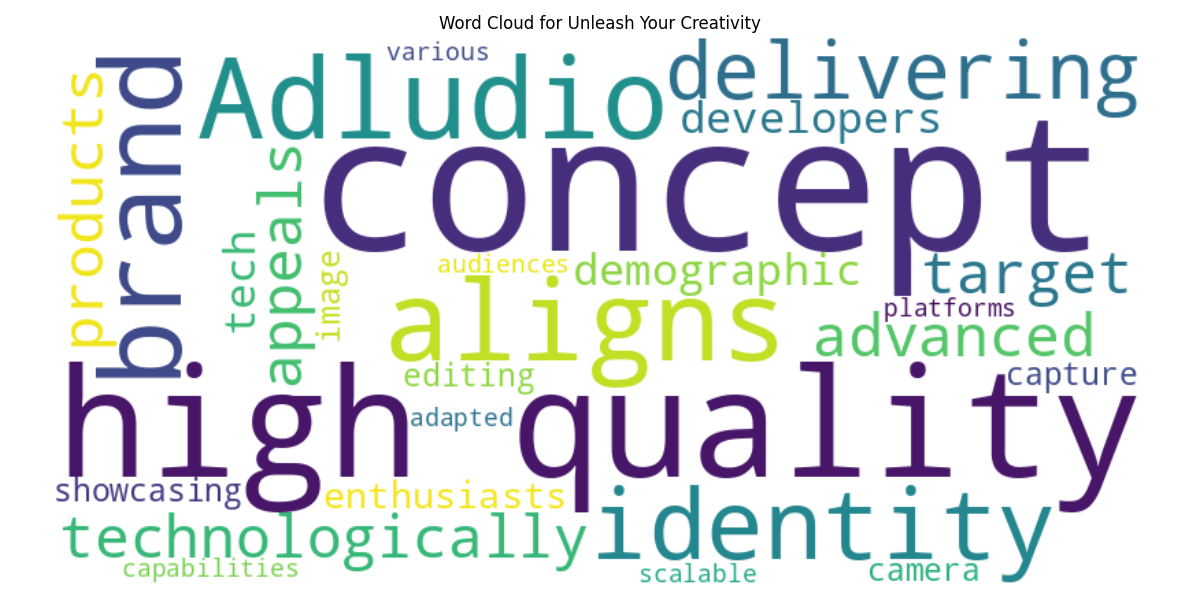 Word Cloud for Unleash Your Creativity
various
delivering
Adludio
developers
products
brand
concept
appeals
tech
image
audiences
demographic
target
platforms
aligns
advanced
editing
capture
high quality
adapted
showcasing
enthusiasts
identity
technologically
capabilities
scalable
camera